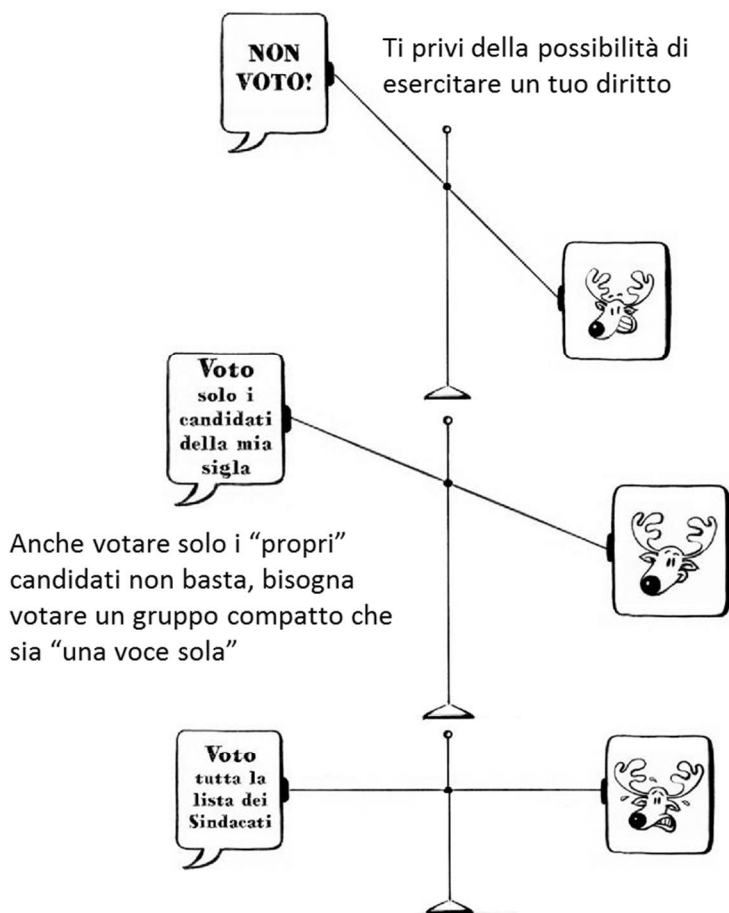 NON
VOTO!
Ti privi della possibilità di
esercitare un tuo diritto
Voto
solo i
candidati
della mia
sigla
Anche votare solo i “propri”
candidati non basta, bisogna
votare un gruppo compatto che
sia “una voce sola”
Voto
tutta la
lista dei
Sindacati